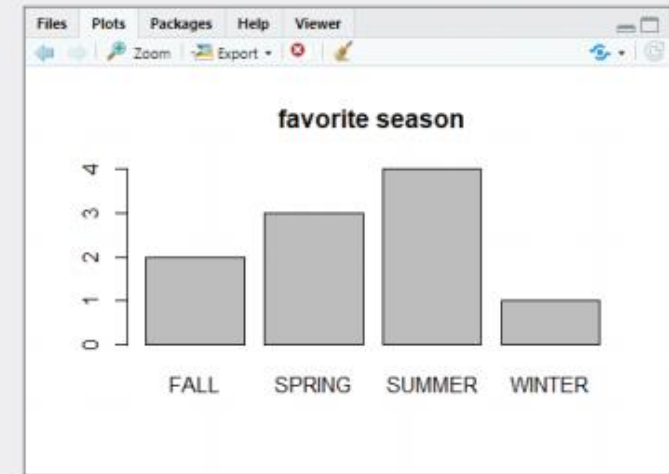 Files Plots Packages Help Viewer
Zoom Export
favorite season
4
3
2
1
0
FALL SPRING SUMMER WINTER